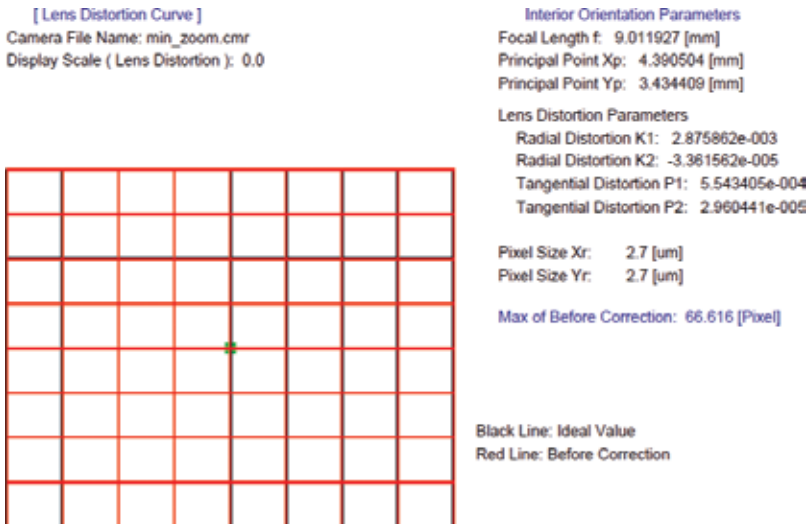 [ Lens Distortion Curve ]
Camera File Name: min_zoom.cmr
Display Scale ( Lens Distortion ): 0.0
Interior Orientation Parameters
Focal Length f: 9.011927 [mm]
Principal Point Xp: 4.390504 [mm]
Principal Point Yp: 3.434409 [mm]
Lens Distortion Parameters
Radial Distortion K1: 2.875862e-003
Radial Distortion K2: -3.361562e-005
Tangential Distortion P1: 5.543405e-004
Tangential Distortion P2: 2.960441e-005
Pixel Size Xr: 2.7 [um]
Pixel Size Yr: 2.7 [um]
Max of Before Correction: 66.616 [Pixel]
Black Line: Ideal Value
Red Line: Before Correction